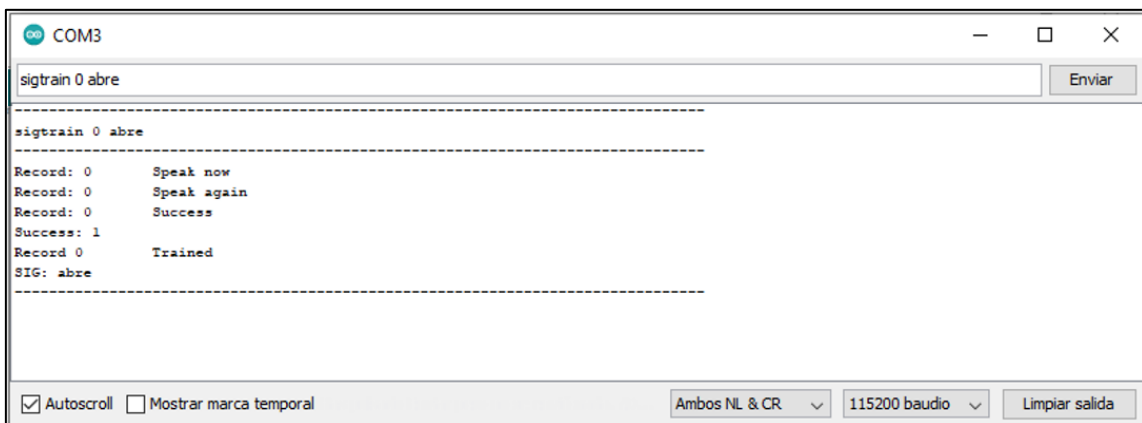 COM3
sigtrain 0 abre
Enviar
--------------------------------------------------------------------------------
sigtrain 0 abre
--------------------------------------------------------------------------------
Record: 0 Speak now
Record: 0 Speak again
Record: 0 Success
Success: 1
Record 0 Trained
SIG: abre
--------------------------------------------------------------------------------
Autoscroll Mostrar marca temporal Ambos NL & CR 115200 baudio Limpiar salida